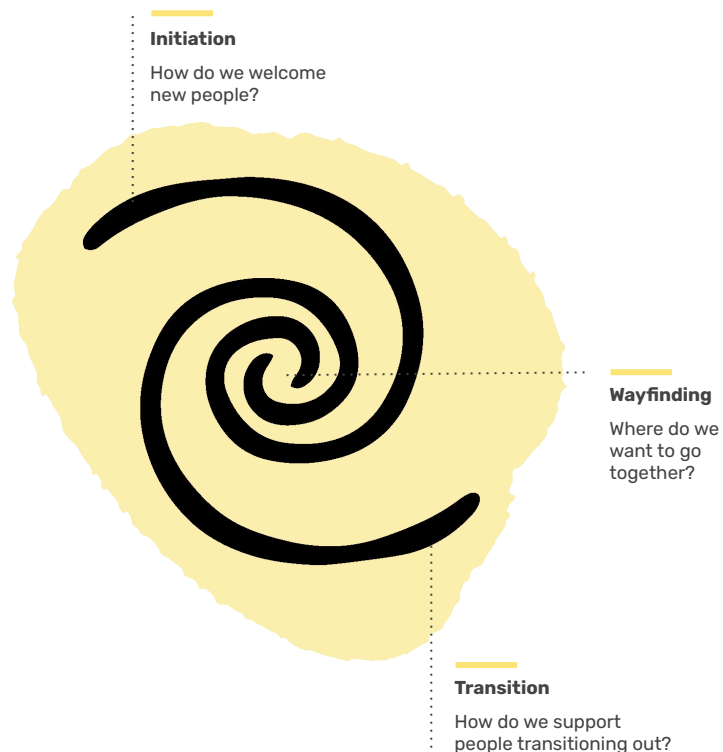 Initiation
How do we welcome
new people?
Wayfinding
Where do we
want to go
together?
Transition
How do we support
people transitioning out?